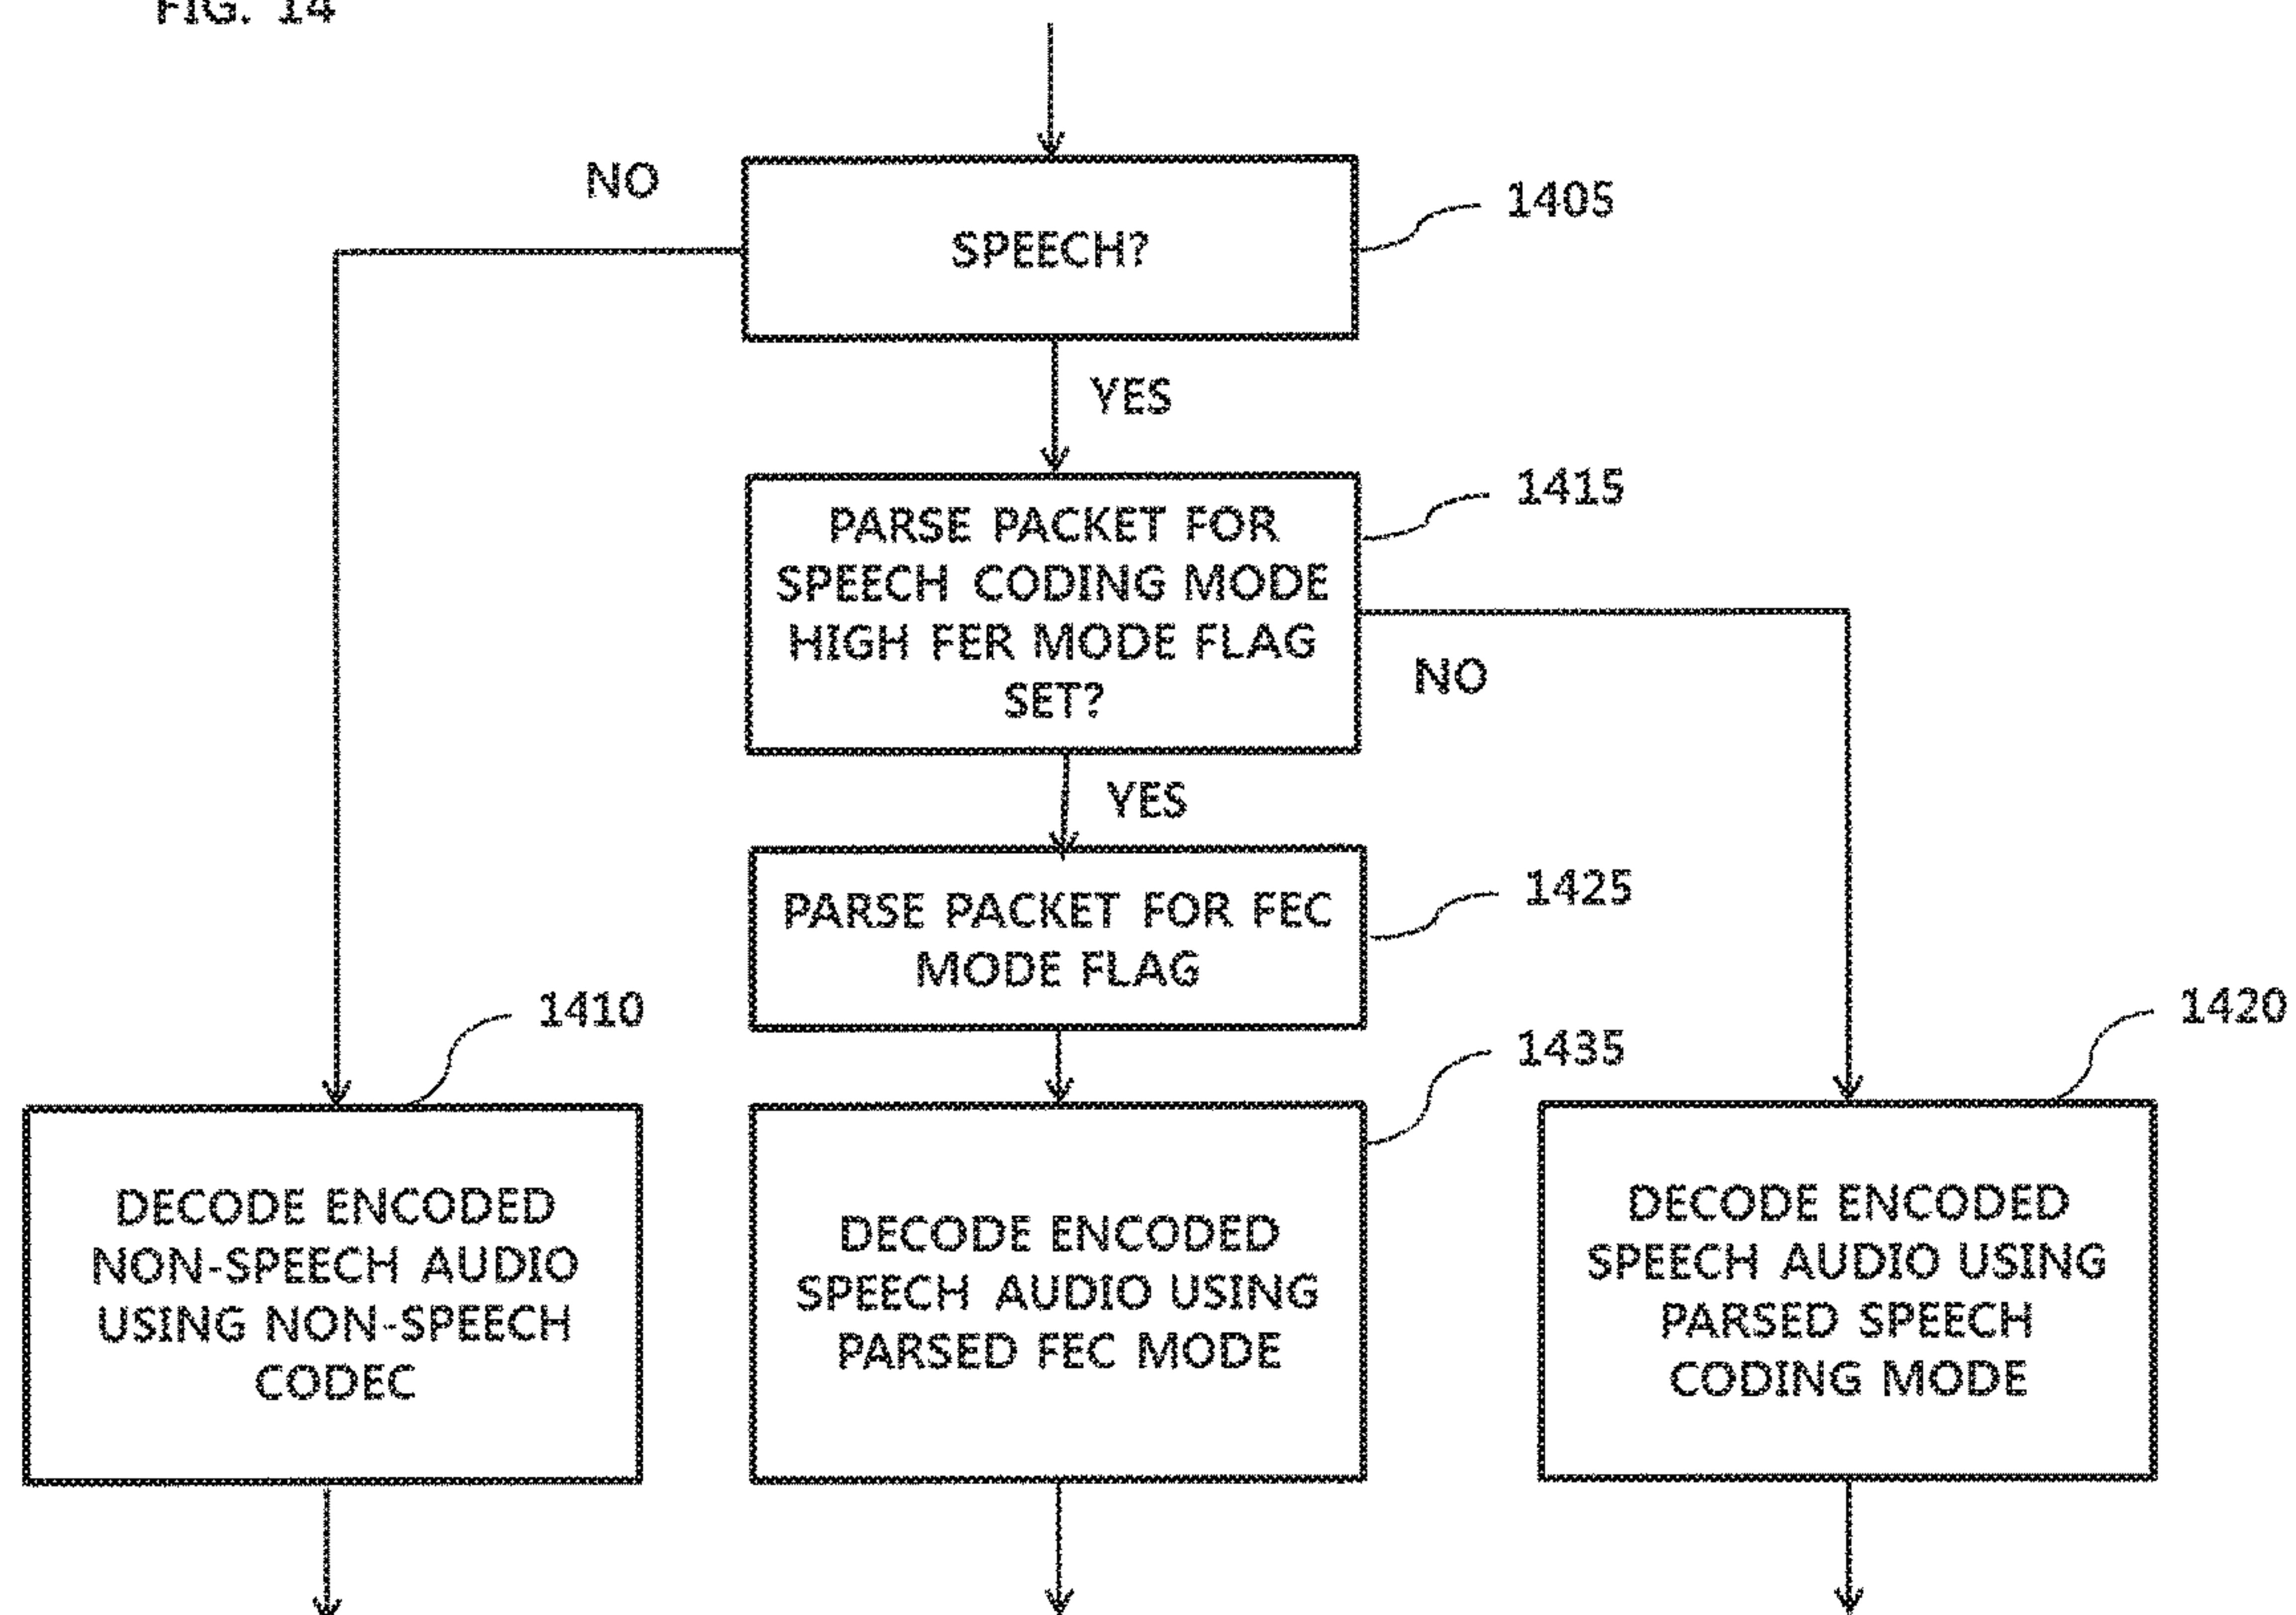 FIG. 14
NO
SPEECH?
1405
YES
PARSE PACKET FOR
SPEECH CODING MODE
HIGH FER MODE FLAG
SET?
1415
NO
YES
PARSE PACKET FOR FEC
MODE FLAG
1425
1410
1435
1420
DECODE ENCODED
NON-SPEECH AUDIO
USING NON-SPEECH
CODEC
DECODE ENCODED
SPEECH AUDIO USING
PARSED FEC MODE
DECODE ENCODED
SPEECH AUDIO USING
PARSED SPEECH
CODING MODE